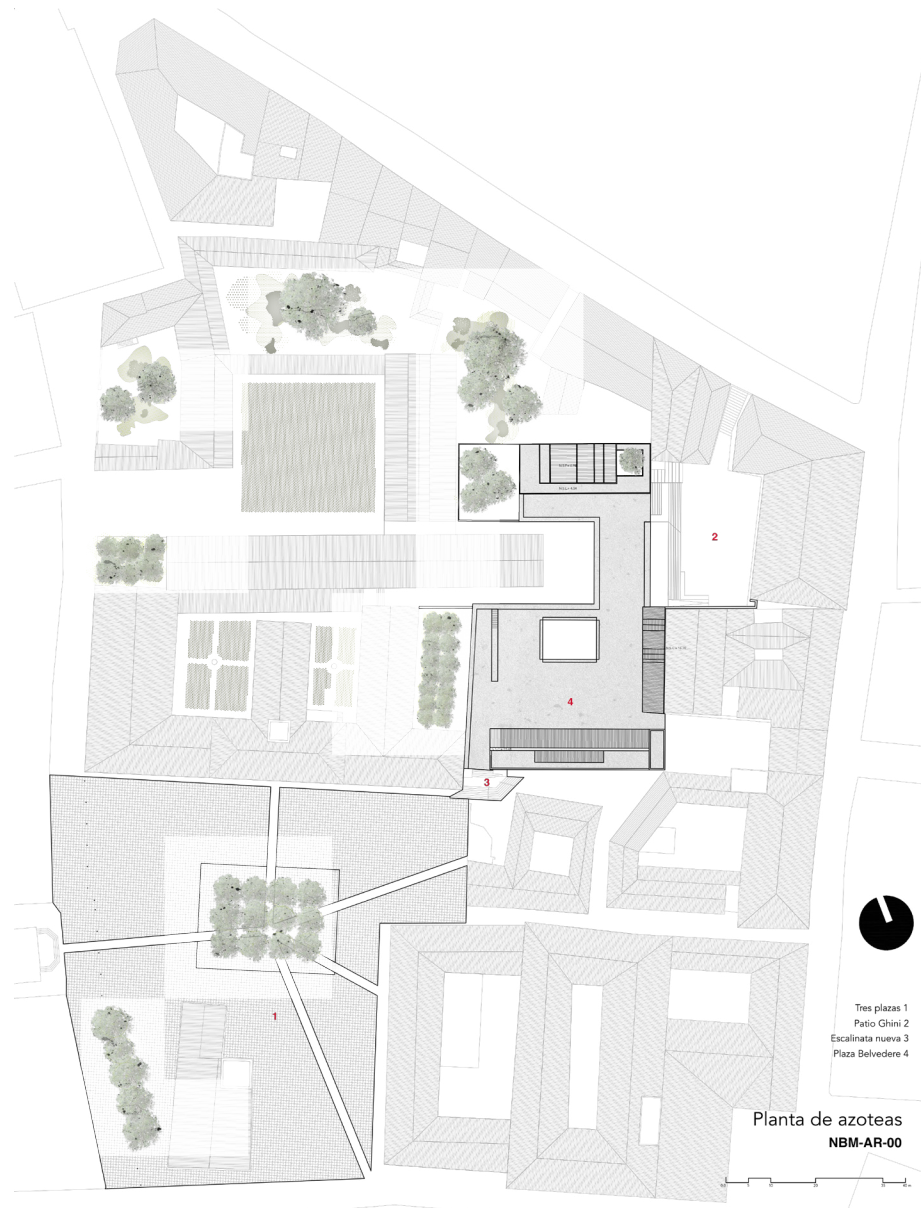 2
4
3
1
Tres plazas 1
Patio Ghini 2
Escalinata nueva 3
Plaza Belvedere 4
Planta de azoteas
NBM-AR-00